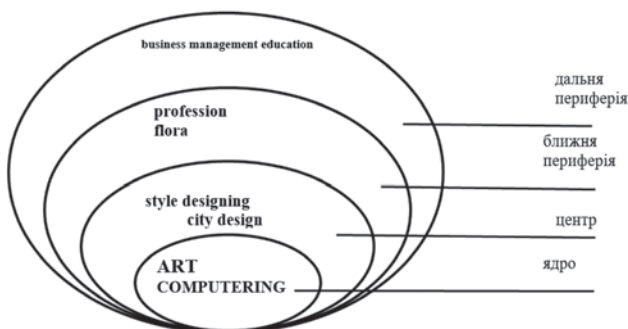 business management education
profession
flora
style designing
city design
ART
COMPUTERING
дальня
периферія
ближня
периферія
центр
ядро